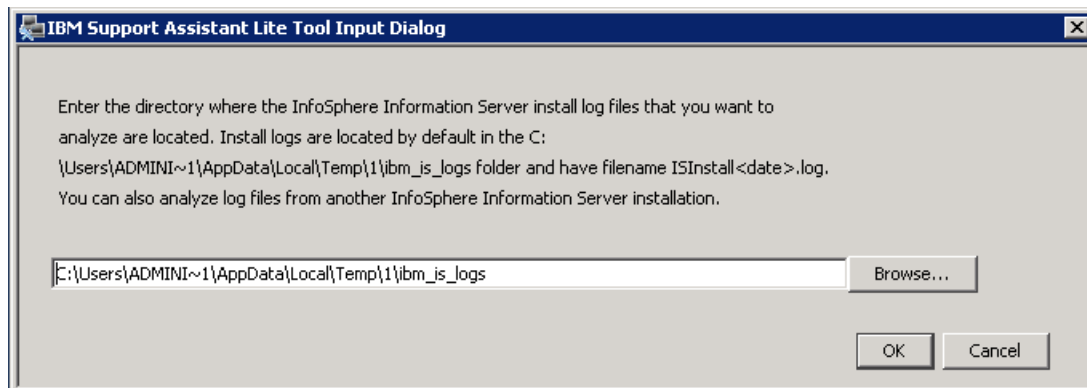 IBM Support Assistant Lite Tool Input Dialog
Enter the directory where the InfoSphere Information Server install log files that you want to
analyze are located. Install logs are located by default in the C:
\Users\ADMINI~1\AppData\Local\Temp\1\ibm_is_logs folder and have filename ISInstall<date>.log.
You can also analyze log files from another InfoSphere Information Server installation.
C:\Users\ADMINI~1\AppData\Local\Temp\1\ibm_is_logs
Browse...
OK
Cancel